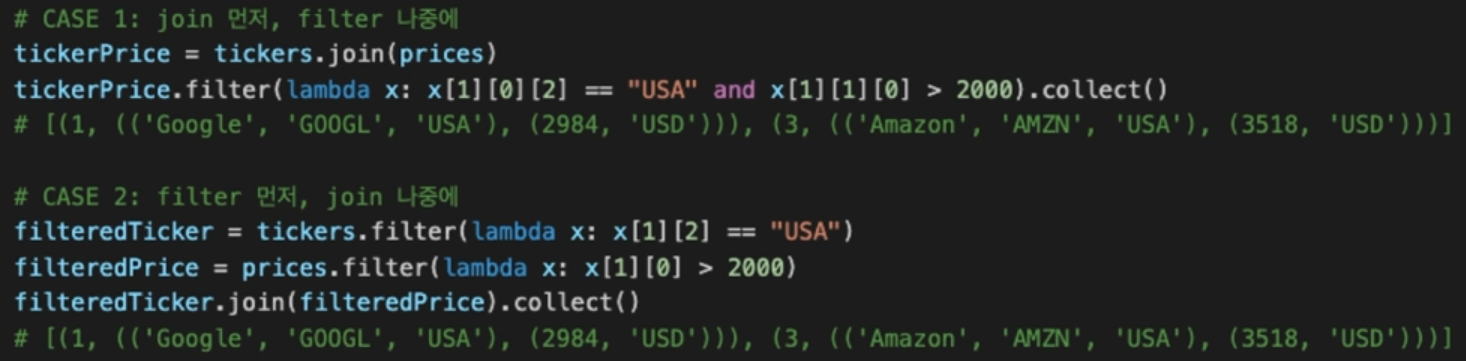 # CASE 1: join 먼저, filter 나중에
tickerPrice = tickers.join(prices)
tickerPrice.filter(lambda x: x[1][0][2] == "USA" and x[1][1][0] > 2000).collect()
# [(1, (('Google', 'GOOGL', 'USA'), (2984, 'USD'))), (3, (('Amazon', 'AMZN', 'USA'), (3518, 'USD')))]
# CASE 2: filter 먼저, join 나중에
filteredTicker = tickers.filter(lambda x: x[1][2] == "USA")
filteredPrice = prices.filter(lambda x: x[1][0] > 2000)
filteredTicker.join(filteredPrice).collect()
# [(1, (('Google', 'GOOGL', 'USA'), (2984, 'USD'))), (3, (('Amazon', 'AMZN', 'USA'), (3518, 'USD')))]